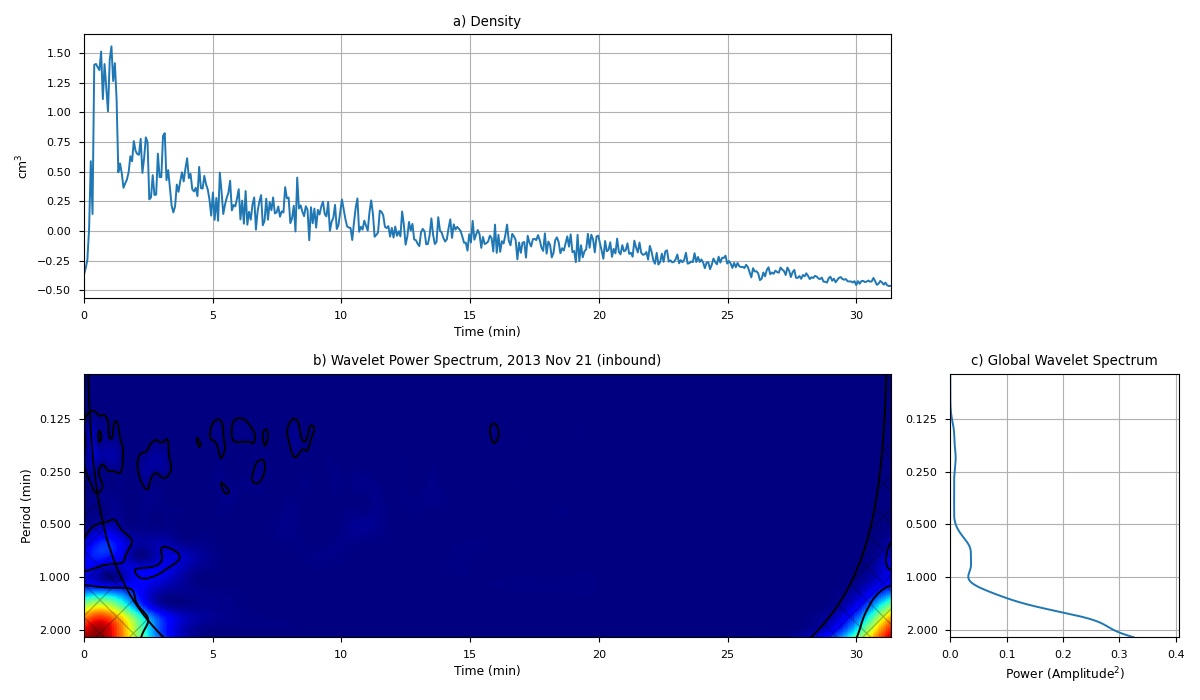 a) Density
1.50
1.25
1.00
0.75
0.50
0.25
0.00
−0.25
−0.50
cm³
0 5 10 15 20 25 30
Time (min)
b) Wavelet Power Spectrum, 2013 Nov 21 (inbound)
0.125
0.250
0.500
1.000
2.000
Period (min)
0 5 10 15 20 25 30
Time (min)
c) Global Wavelet Spectrum
0.125
0.250
0.500
1.000
2.000
0.0 0.1 0.2 0.3 0.4
Power (Amplitude²)